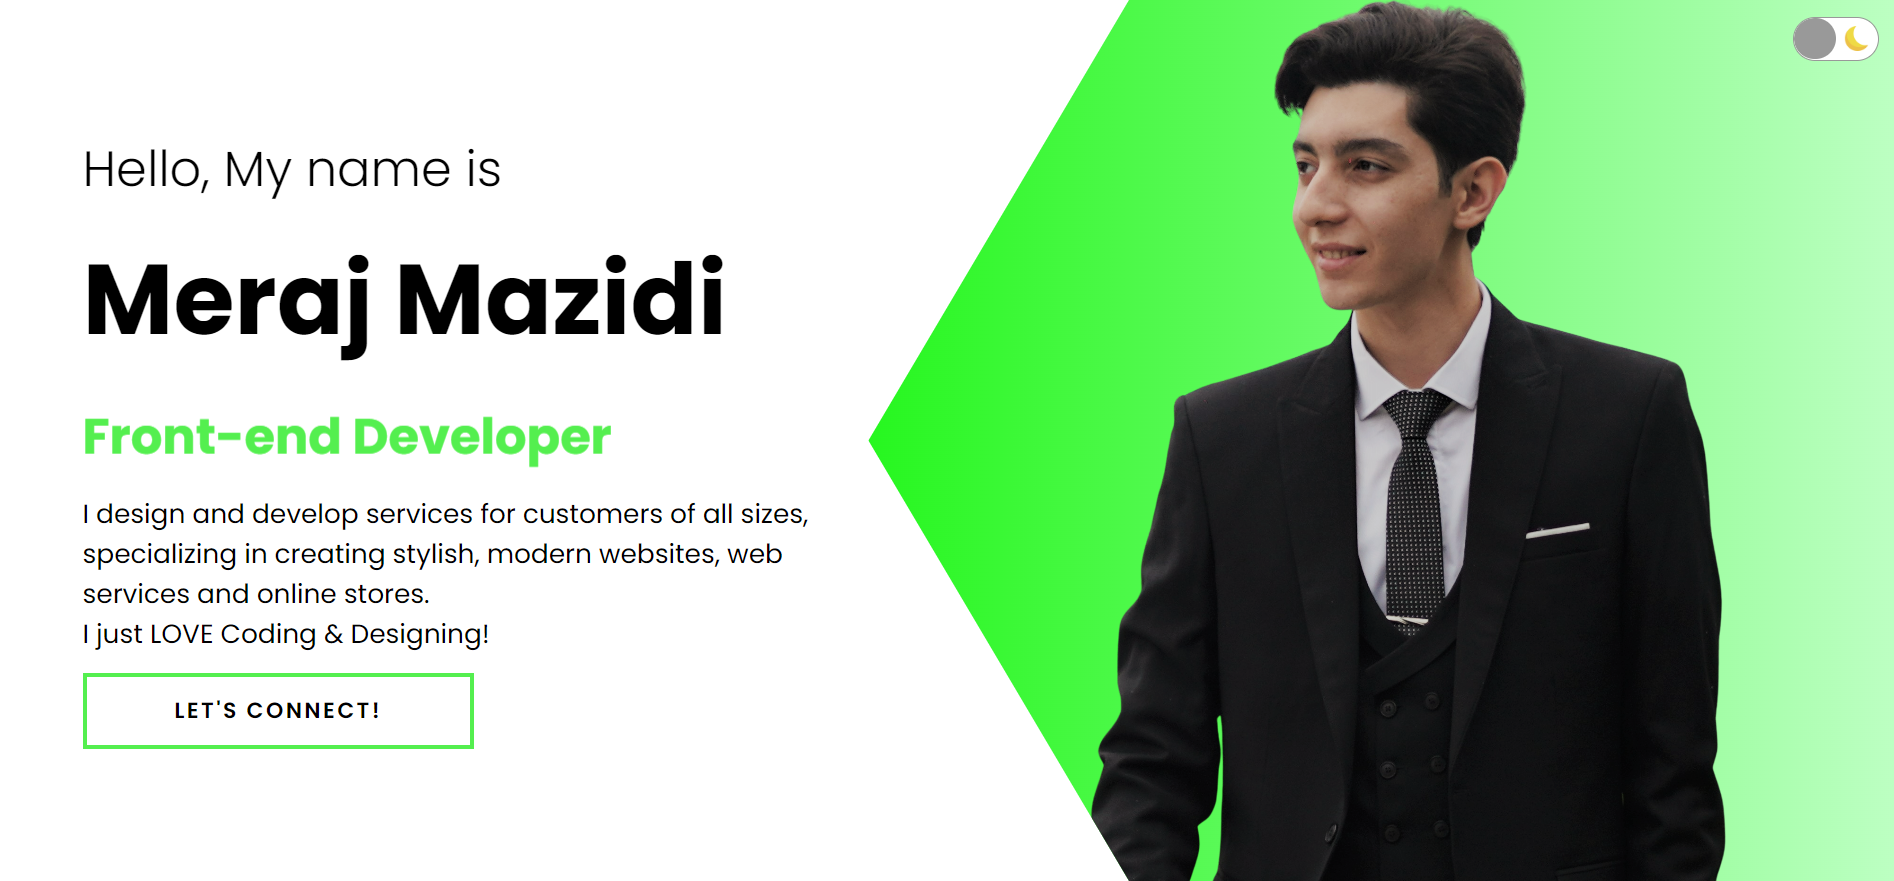 Hello, My name is
Meraj Mazidi
Front-end Developer
I design and develop services for customers of all sizes,
specializing in creating stylish, modern websites, web
services and online stores.
I just LOVE Coding & Designing!
LET'S CONNECT!